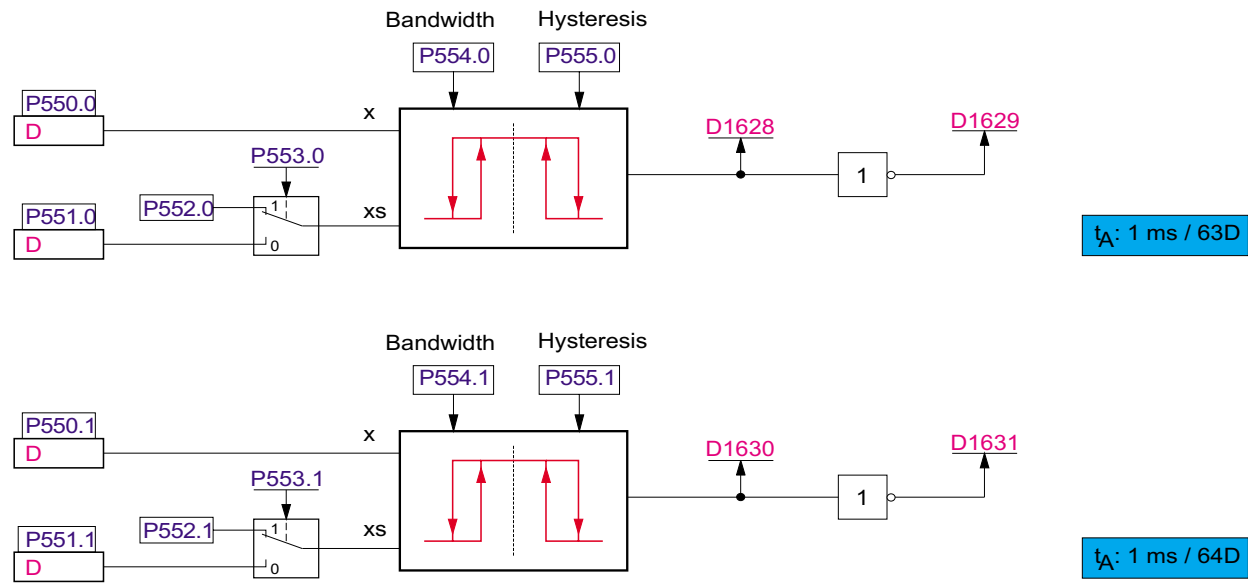 Bandwidth Hysteresis
P554.0 P555.0
P550.0
D
x
D1628
D1629
P553.0
1
P552.0
1
xs
P551.0
D
0
tA: 1 ms / 63D
Bandwidth Hysteresis
P554.1 P555.1
P550.1
D
x
D1630
D1631
P553.1
1
P552.1
1
xs
P551.1
D
0
tA: 1 ms / 64D